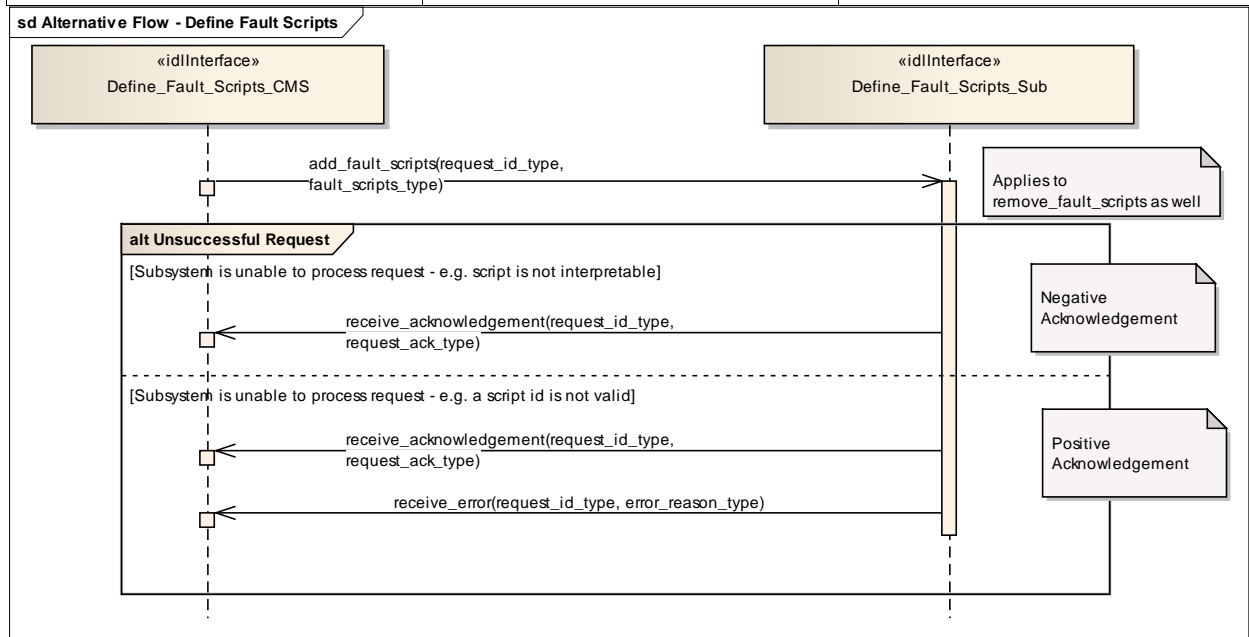 sd Alternative Flow - Define Fault Scripts
«idlInterface»
Define_Fault_Scripts_CMS
«idlInterface»
Define_Fault_Scripts_Sub
add_fault_scripts(request_id_type,
fault_scripts_type)
Applies to
remove_fault_scripts as well
alt Unsuccessful Request
[Subsystem is unable to process request - e.g. script is not interpretable]
Negative
Acknowledgement
receive_acknowledgement(request_id_type,
request_ack_type)
[Subsystem is unable to process request - e.g. a script id is not valid]
Positive
Acknowledgement
receive_acknowledgement(request_id_type,
request_ack_type)
receive_error(request_id_type, error_reason_type)